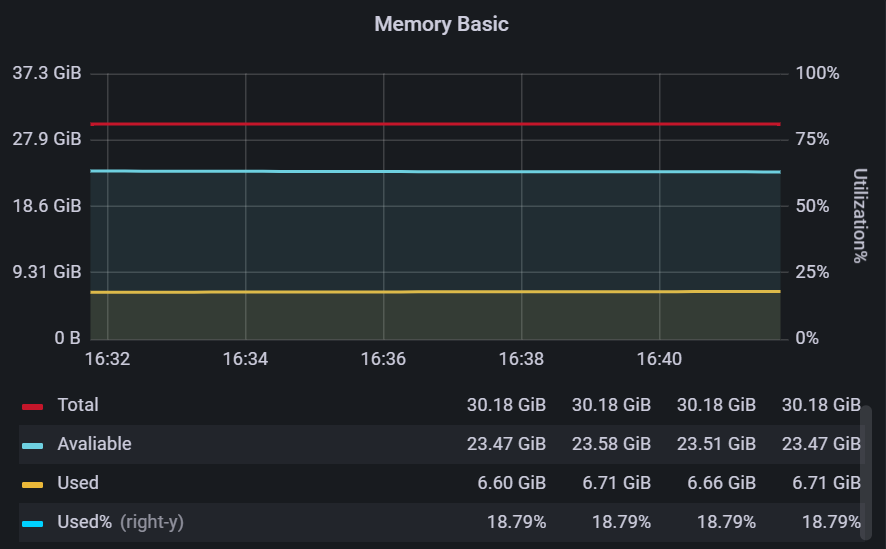 Memory Basic
37.3 GiB 100%
27.9 GiB 75%
18.6 GiB 50%
9.31 GiB 25%
0 B 0%
Utilization%
16:32 16:34 16:36 16:38 16:40
Total 30.18 GiB 30.18 GiB 30.18 GiB 30.18 GiB
Avaliable 23.47 GiB 23.58 GiB 23.51 GiB 23.47 GiB
Used 6.60 GiB 6.71 GiB 6.66 GiB 6.71 GiB
Used% (right-y) 18.79% 18.79% 18.79% 18.79%